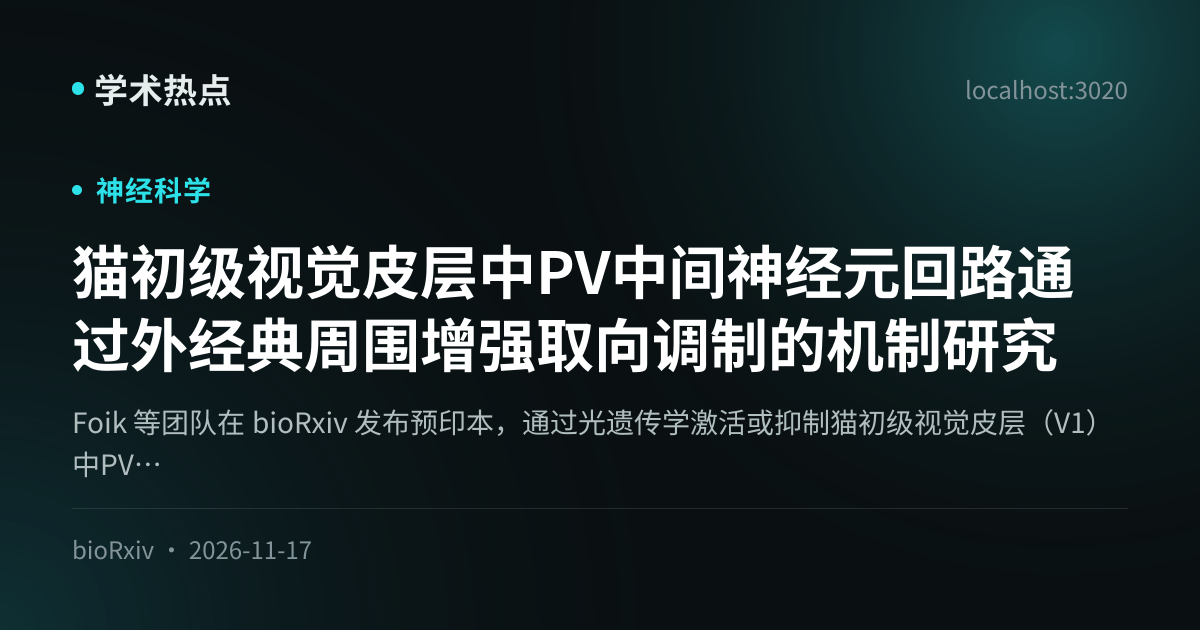 学术热点
localhost:3020
神经科学
猫初级视觉皮层中PV中间神经元回路通
过外经典周围增强取向调制的机制研究
Foik 等团队在 bioRxiv 发布预印本，通过光遗传学激活或抑制猫初级视觉皮层（V1）
中PV…
bioRxiv · 2026-11-17